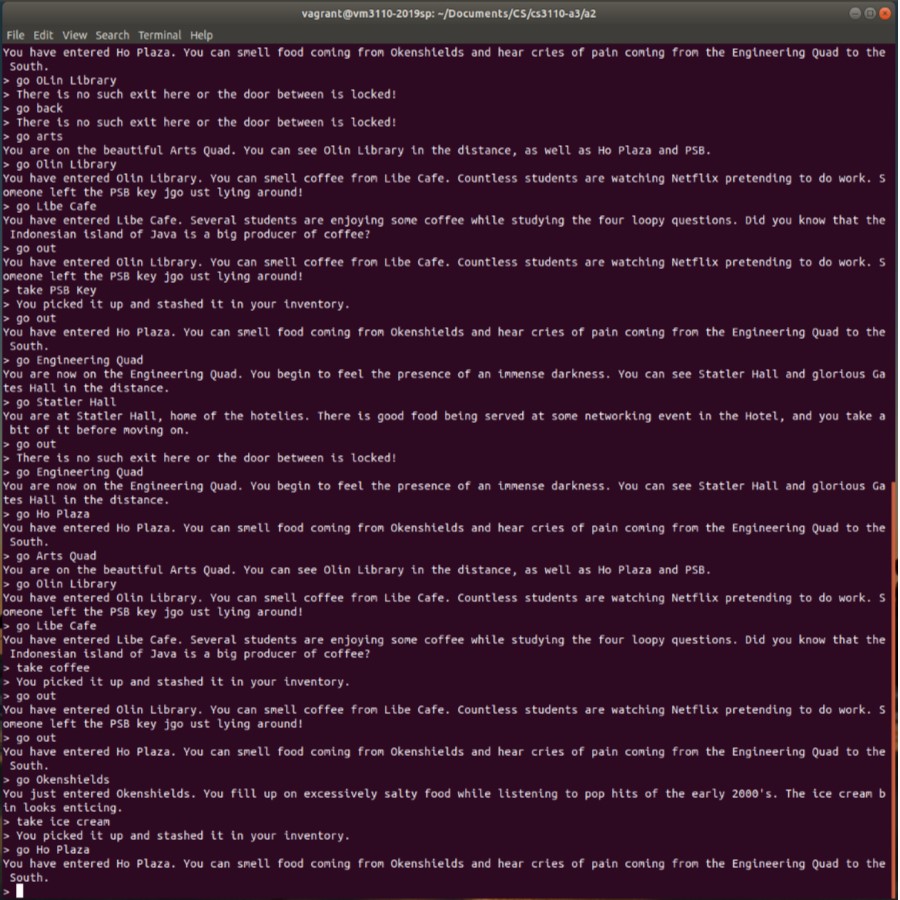 vagrant@vm3110-2019sp: ~/Documents/CS/cs3110-a3/a2
File Edit View Search Terminal Help
You have entered Ho Plaza. You can smell food coming from Okenshields and hear cries of pain coming from the Engineering Quad to the
South.
> go OLin Library
> There is no such exit here or the door between is locked!
> go back
> There is no such exit here or the door between is locked!
> go arts
You are on the beautiful Arts Quad. You can see Olin Library in the distance, as well as Ho Plaza and PSB.
> go Olin Library
You have entered Olin Library. You can smell coffee from Libe Cafe. Countless students are watching Netflix pretending to do work. S
omeone left the PSB key jgo ust lying around!
> go Libe Cafe
You have entered Libe Cafe. Several students are enjoying some coffee while studying the four loopy questions. Did you know that the
Indonesian island of Java is a big producer of coffee?
> go out
You have entered Olin Library. You can smell coffee from Libe Cafe. Countless students are watching Netflix pretending to do work. S
omeone left the PSB key jgo ust lying around!
> take PSB Key
> You picked it up and stashed it in your inventory.
> go out
You have entered Ho Plaza. You can smell food coming from Okenshields and hear cries of pain coming from the Engineering Quad to the
South.
> go Engineering Quad
You are now on the Engineering Quad. You begin to feel the presence of an immense darkness. You can see Statler Hall and glorious Ga
tes Hall in the distance.
> go Statler Hall
You are at Statler Hall, home of the hotelies. There is good food being served at some networking event in the Hotel, and you take a
bit of it before moving on.
> go out
> There is no such exit here or the door between is locked!
> go Engineering Quad
You are now on the Engineering Quad. You begin to feel the presence of an immense darkness. You can see Statler Hall and glorious Ga
tes Hall in the distance.
> go Ho Plaza
You have entered Ho Plaza. You can smell food coming from Okenshields and hear cries of pain coming from the Engineering Quad to the
South.
> go Arts Quad
You are on the beautiful Arts Quad. You can see Olin Library in the distance, as well as Ho Plaza and PSB.
> go Olin Library
You have entered Olin Library. You can smell coffee from Libe Cafe. Countless students are watching Netflix pretending to do work. S
omeone left the PSB key jgo ust lying around!
> go Libe Cafe
You have entered Libe Cafe. Several students are enjoying some coffee while studying the four loopy questions. Did you know that the
Indonesian island of Java is a big producer of coffee?
> take coffee
> You picked it up and stashed it in your inventory.
> go out
You have entered Olin Library. You can smell coffee from Libe Cafe. Countless students are watching Netflix pretending to do work. S
omeone left the PSB key jgo ust lying around!
> go out
You have entered Ho Plaza. You can smell food coming from Okenshields and hear cries of pain coming from the Engineering Quad to the
South.
> go Okenshields
You just entered Okenshields. You fill up on excessively salty food while listening to pop hits of the early 2000's. The ice cream b
in looks enticing.
> take ice cream
> You picked it up and stashed it in your inventory.
> go Ho Plaza
You have entered Ho Plaza. You can smell food coming from Okenshields and hear cries of pain coming from the Engineering Quad to the
South.
>